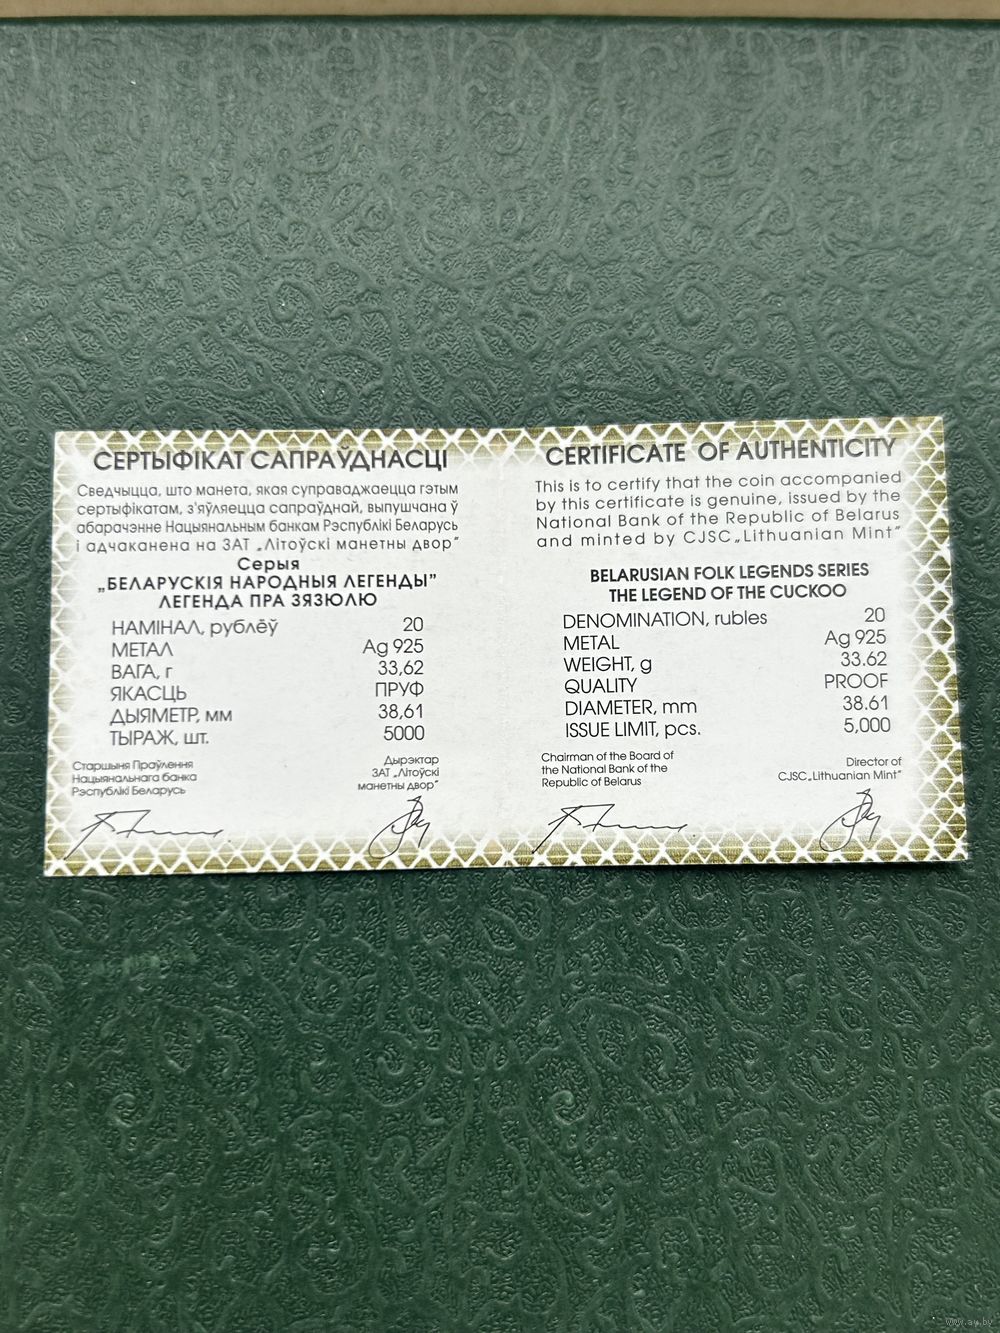 СЕРТЫФІКАТ САПРАЎДНАСЦІ
Сведчыцца, што манета, якая суправаджаецца гэтым
сертыфікатам, з'яўляецца сапраўднай, выпушчана ў
абарачэнне Нацыянальным банкам Рэспублікі Беларусь
і адчаканена на ЗАТ „Літоўскі манетны двор”
Серыя
„БЕЛАРУСКІЯ НАРОДНЫЯ ЛЕГЕНДЫ”
ЛЕГЕНДА ПРА ЗЯЗЮЛЮ
НАМІНАЛ, рублёў 20
МЕТАЛ Ag 925
ВАГА, г 33,62
ЯКАСЦЬ ПРУФ
ДЫЯМЕТР, мм 38,61
ТЫРАЖ, шт. 5000
Старшыня Праўлення
Нацыянальнага банка
Рэспублікі Беларусь
Дырэктар
ЗАТ „Літоўскі
манетны двор”
CERTIFICATE OF AUTHENTICITY
This is to certify that the coin accompanied
by this certificate is genuine, issued by the
National Bank of the Republic of Belarus
and minted by CJSC„Lithuanian Mint”
BELARUSIAN FOLK LEGENDS SERIES
THE LEGEND OF THE CUCKOO
DENOMINATION, rubles 20
METAL Ag 925
WEIGHT, g 33.62
QUALITY PROOF
DIAMETER, mm 38.61
ISSUE LIMIT, pcs. 5,000
Chairman of the Board of
the National Bank of the
Republic of Belarus
Director of
CJSC„Lithuanian Mint”
www.ay.by